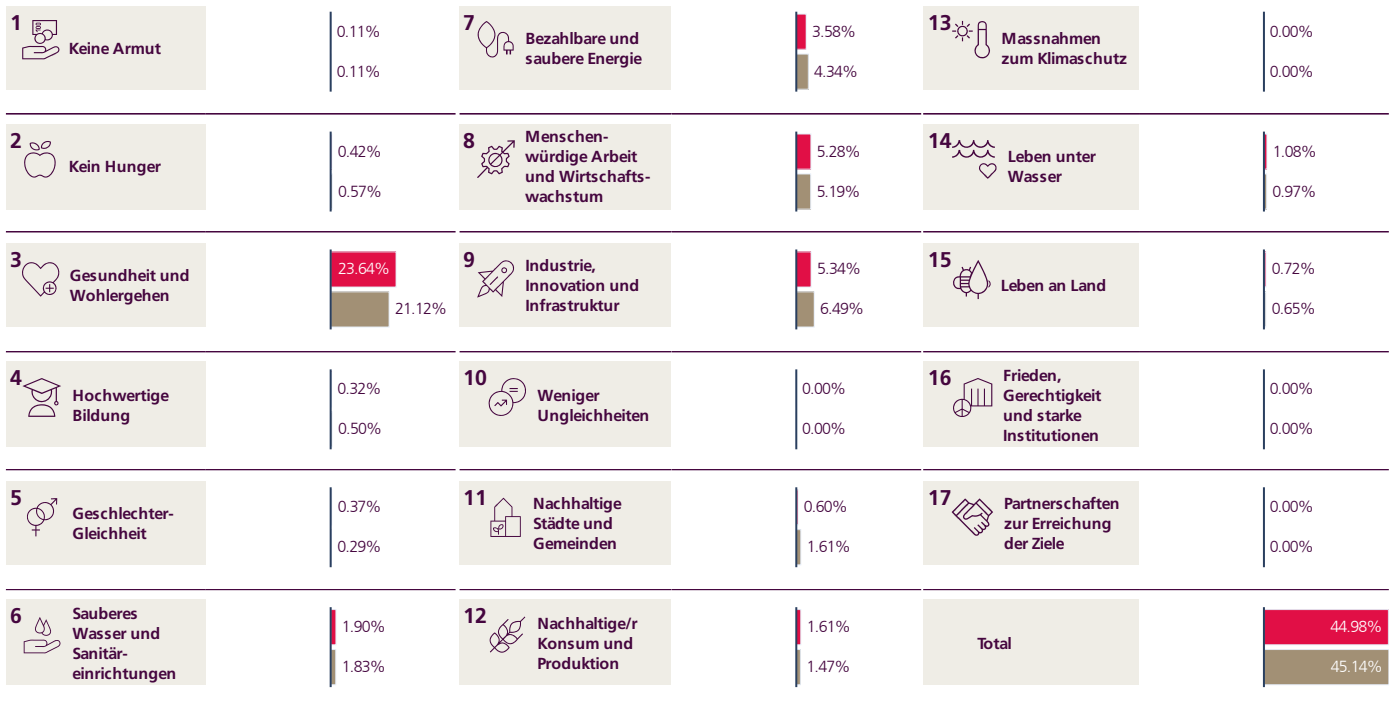 1
100
Keine Armut
0.11%
0.11%
2
Kein Hunger
0.42%
0.57%
3
Gesundheit und
Wohlergehen
23.64%
21.12%
4
Hochwertige
Bildung
0.32%
0.50%
5
Geschlechter-
Gleichheit
0.37%
0.29%
6
Sauberes
Wasser und
Sanitär-
einrichtungen
1.90%
1.83%
7
Bezahlbare und
saubere Energie
3.58%
4.34%
8
Menschen-
würdige Arbeit
und Wirtschafts-
wachstum
5.28%
5.19%
9
Industrie,
Innovation und
Infrastruktur
5.34%
6.49%
10
Weniger
Ungleichheiten
0.00%
0.00%
11
Nachhaltige
Städte und
Gemeinden
0.60%
1.61%
12
Nachhaltige/r
Konsum und
Produktion
1.61%
1.47%
13
Massnahmen
zum Klimaschutz
0.00%
0.00%
14
Leben unter
Wasser
1.08%
0.97%
15
Leben an Land
0.72%
0.65%
16
Frieden,
Gerechtigkeit
und starke
Institutionen
0.00%
0.00%
17
Partnerschaften
zur Erreichung
der Ziele
0.00%
0.00%
Total
44.98%
45.14%